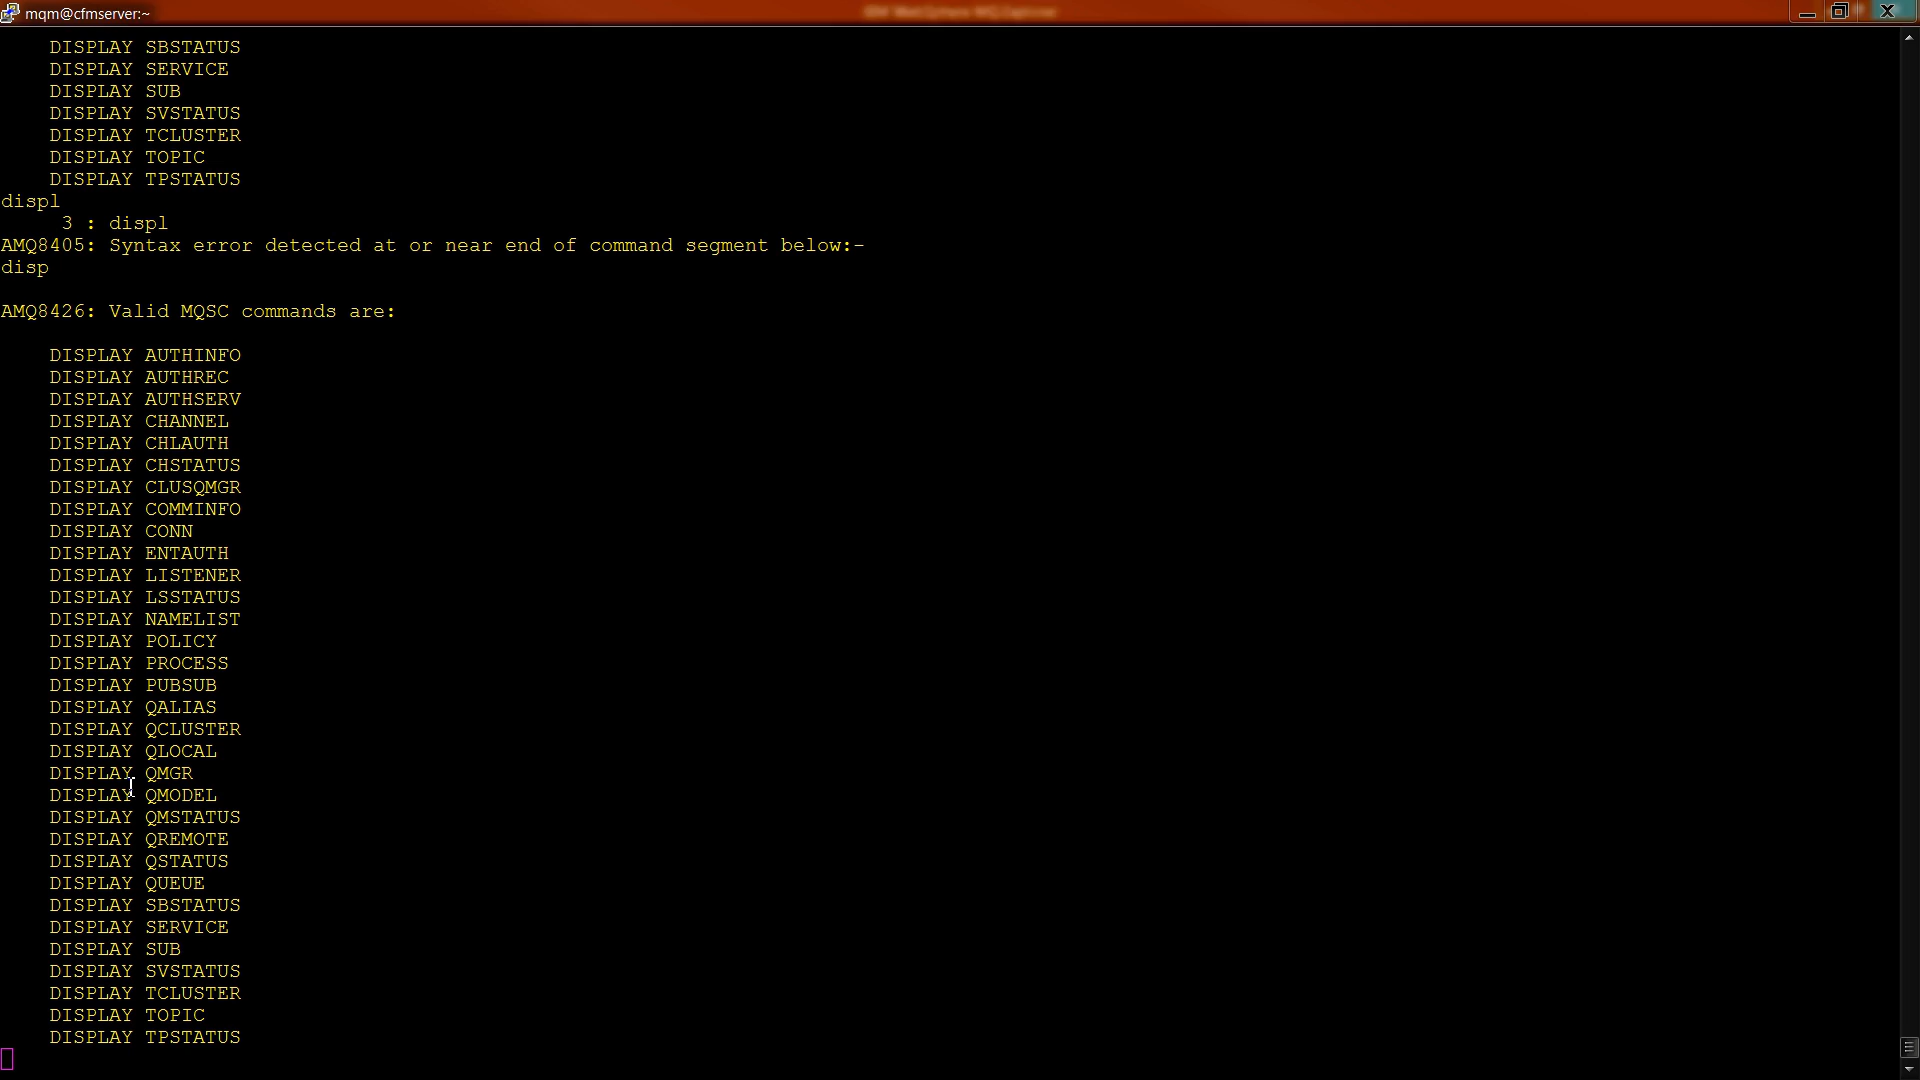 mqm@cfmserver:~
IBM WebSphere MQ Explorer
DISPLAY SBSTATUS
DISPLAY SERVICE
DISPLAY SUB
DISPLAY SVSTATUS
DISPLAY TCLUSTER
DISPLAY TOPIC
DISPLAY TPSTATUS
displ
3 : displ
AMQ8405: Syntax error detected at or near end of command segment below:-
disp
AMQ8426: Valid MQSC commands are:
DISPLAY AUTHINFO
DISPLAY AUTHREC
DISPLAY AUTHSERV
DISPLAY CHANNEL
DISPLAY CHLAUTH
DISPLAY CHSTATUS
DISPLAY CLUSQMGR
DISPLAY COMMINFO
DISPLAY CONN
DISPLAY ENTAUTH
DISPLAY LISTENER
DISPLAY LSSTATUS
DISPLAY NAMELIST
DISPLAY POLICY
DISPLAY PROCESS
DISPLAY PUBSUB
DISPLAY QALIAS
DISPLAY QCLUSTER
DISPLAY QLOCAL
DISPLAY QMGR
DISPLAY QMODEL
DISPLAY QMSTATUS
DISPLAY QREMOTE
DISPLAY QSTATUS
DISPLAY QUEUE
DISPLAY SBSTATUS
DISPLAY SERVICE
DISPLAY SUB
DISPLAY SVSTATUS
DISPLAY TCLUSTER
DISPLAY TOPIC
DISPLAY TPSTATUS